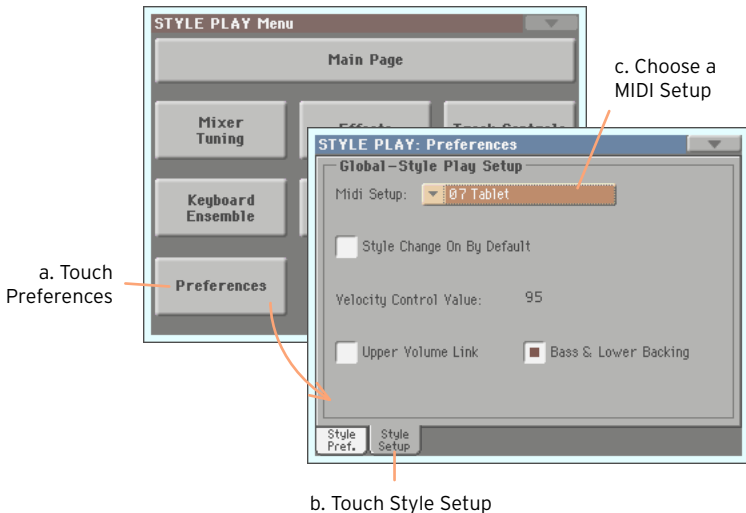 STYLE PLAY Menu
Main Page
Mixer
Tuning
Keyboard
Ensemble
Preferences
a. Touch
Preferences
c. Choose a
MIDI Setup
STYLE PLAY: Preferences
Global-Style Play Setup
Midi Setup: 07 Tablet
Style Change On By Default
Velocity Control Value: 95
Upper Volume Link
Bass & Lower Backing
Style
Pref.
Style
Setup
b. Touch Style Setup